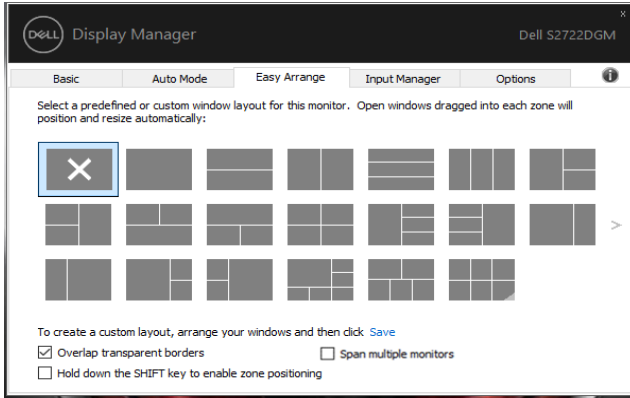 DELL Display Manager
Dell S2722DGM
Basic
Auto Mode
Easy Arrange
Input Manager
Options
Select a predefined or custom window layout for this monitor. Open windows dragged into each zone will
position and resize automatically:
To create a custom layout, arrange your windows and then click Save
Overlap transparent borders
Span multiple monitors
Hold down the SHIFT key to enable zone positioning